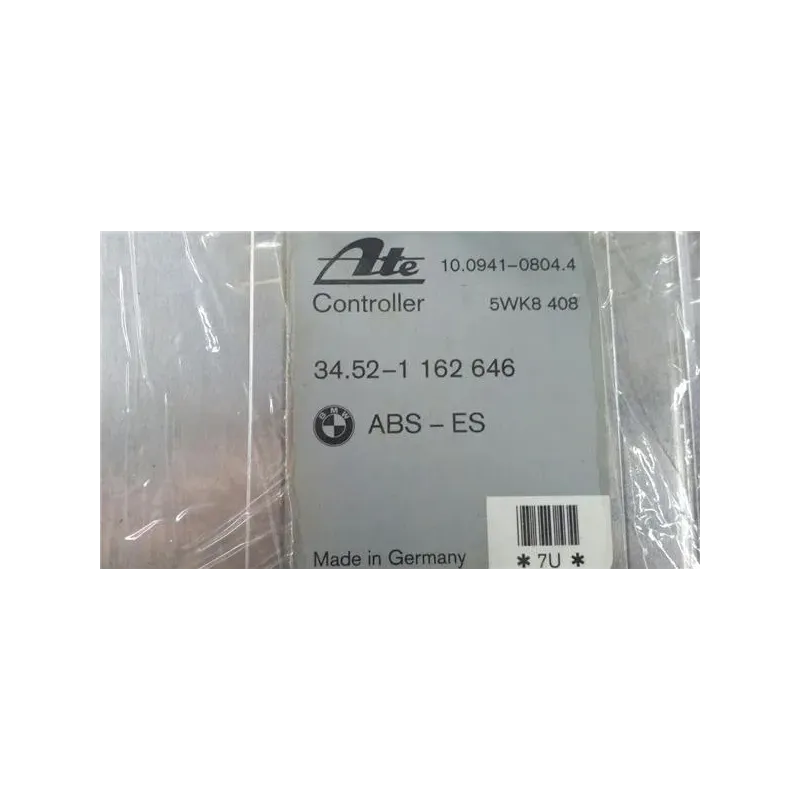 Ate 10.0941-0804.4
Controller 5WK8 408
34.52-1 162 646
BMW ABS - ES
Made in Germany * 7U *